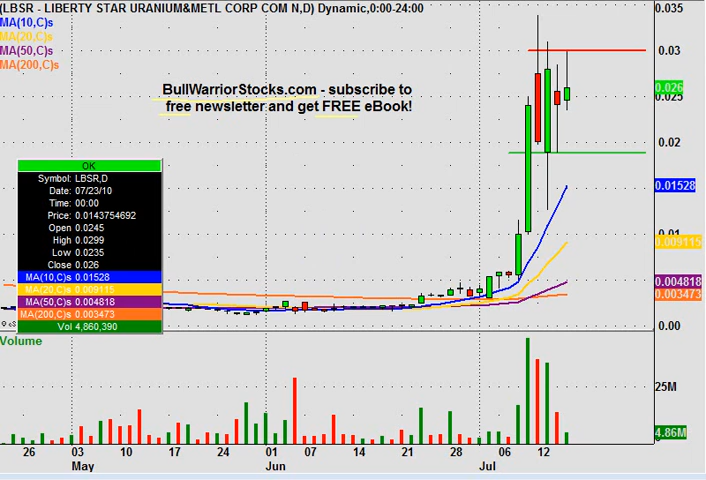 (LBSR - LIBERTY STAR URANIUM&METL CORP COM N,D) Dynamic,0:00-24:00
MA(10,C)s
MA(20,C)s
MA(50,C)s
MA(200,C)s
BullWarriorStocks.com - subscribe to
free newsletter and get FREE eBook!
0.035
0.03
0.026
0.025
0.02
0.01528
0.01
0.009115
0.004818
0.003473
0.00
OK
Symbol: LBSR,D
Date: 07/23/10
Time: 00:00
Price: 0.0143754692
Open 0.0245
High 0.0299
Low 0.0235
Close 0.026
MA(10,C)s 0.01528
MA(20,C)s 0.009115
MA(50,C)s 0.004818
MA(200,C)s 0.003473
Vol 4,860,390
Volume
25M
4.86M
26 03 10 17 24 01 07 14 21 28 06 12
May Jun Jul